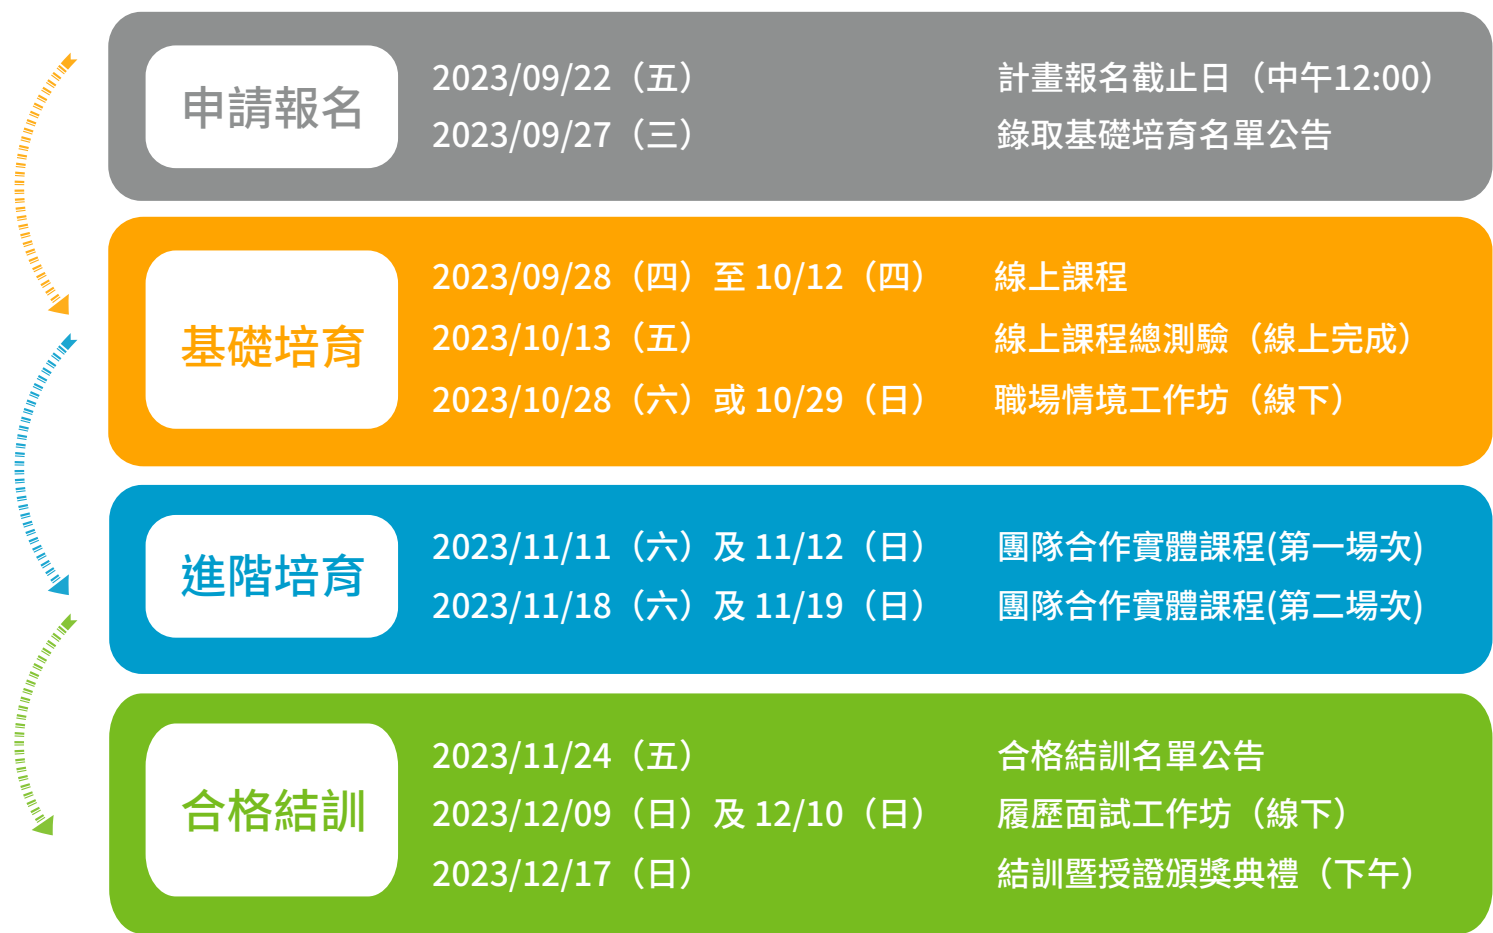 申請報名
2023/09/22（五） 計畫報名截止日（中午12:00）
2023/09/27（三） 錄取基礎培育名單公告
基礎培育
2023/09/28（四）至 10/12（四） 線上課程
2023/10/13（五） 線上課程總測驗（線上完成）
2023/10/28（六）或 10/29（日） 職場情境工作坊（線下）
進階培育
2023/11/11（六）及 11/12（日） 團隊合作實體課程(第一場次)
2023/11/18（六）及 11/19（日） 團隊合作實體課程(第二場次)
合格結訓
2023/11/24（五） 合格結訓名單公告
2023/12/09（日）及 12/10（日） 履歷面試工作坊（線下）
2023/12/17（日） 結訓暨授證頒獎典禮（下午）